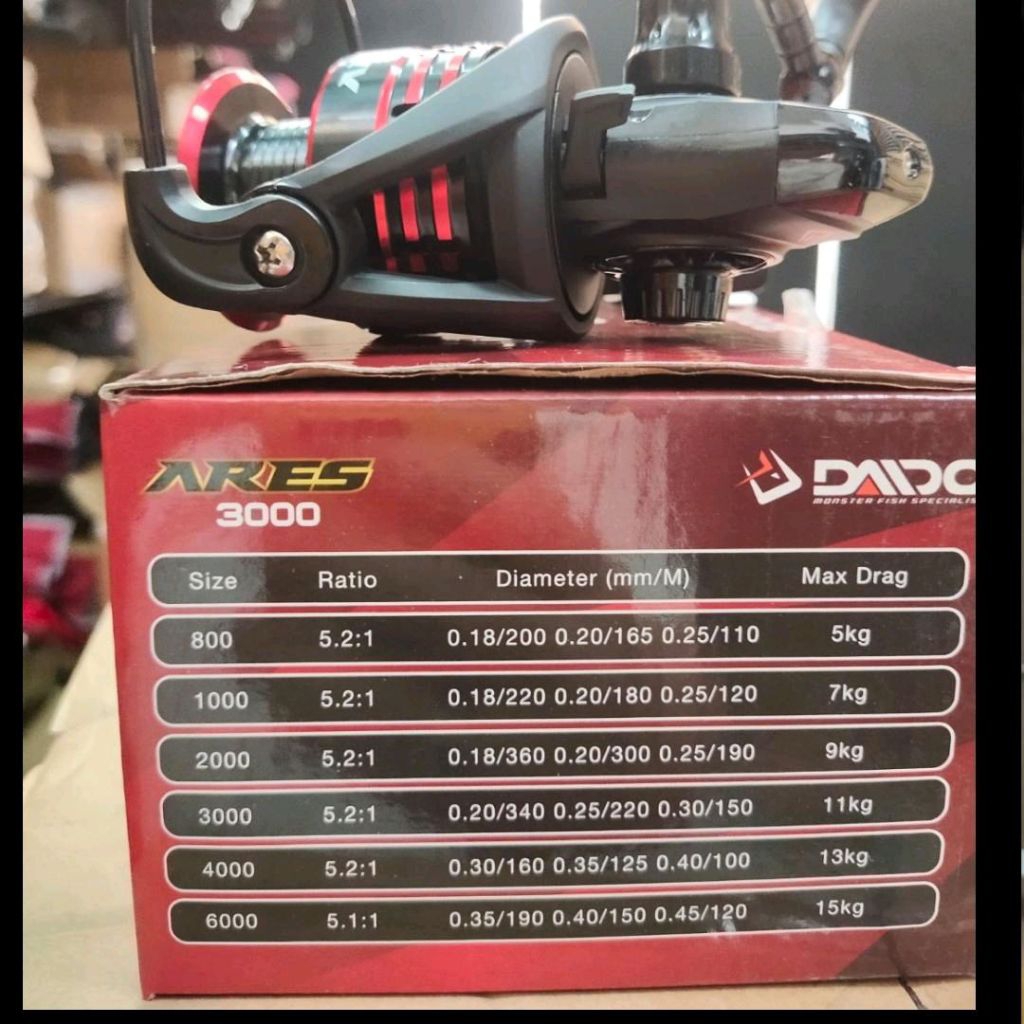 ARES
3000
DAIDO
MONSTER FISH SPECIALIS
Size Ratio Diameter (mm/M) Max Drag
800 5.2:1 0.18/200 0.20/165 0.25/110 5kg
1000 5.2:1 0.18/220 0.20/180 0.25/120 7kg
2000 5.2:1 0.18/360 0.20/300 0.25/190 9kg
3000 5.2:1 0.20/340 0.25/220 0.30/150 11kg
4000 5.2:1 0.30/160 0.35/125 0.40/100 13kg
6000 5.1:1 0.35/190 0.40/150 0.45/120 15kg